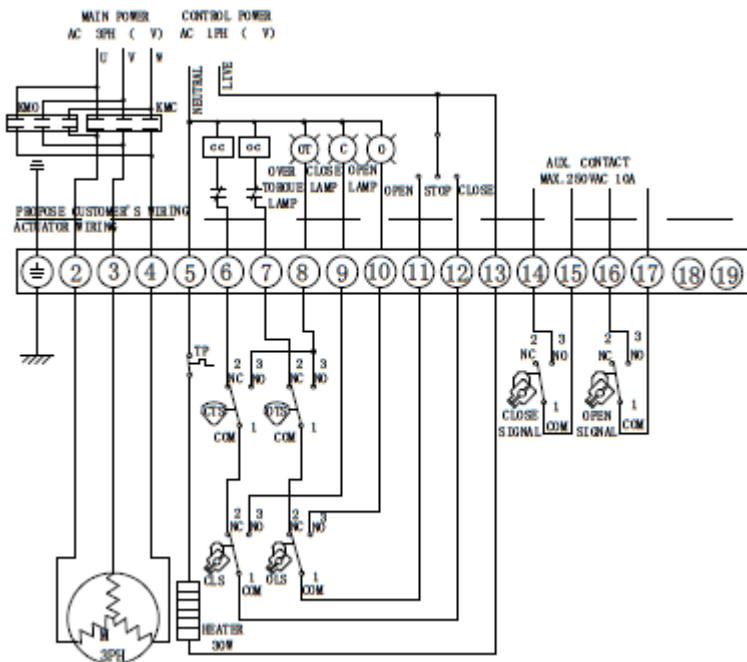 MAIN POWER
AC 3PH ( V)
U V W
CONTROL POWER
AC 1PH ( V)
NEUTRAL
LIVE
KMO
KMC
CC
OC
OT
C
O
OVER TORQUE LAMP
CLOSE LAMP
OPEN LAMP
OPEN
STOP
CLOSE
AUX. CONTACT
MAX.250VAC 10A
PROPOSE CUSTOMER'S WIRING
ACTUATOR WIRING
2 3 4 5 6 7 8 9 10 11 12 13 14 15 16 17 18 19
TP
2 3
NC NO
CTS
1
COM
2 3
NC NO
OTS
1
COM
2 3
NC NO
CLOSE SIGNAL
1
COM
2 3
NC NO
OPEN SIGNAL
1
COM
2 3
NC NO
CLS
1
COM
2 3
NC NO
OLS
1
COM
HEATER
30W
M
3PH